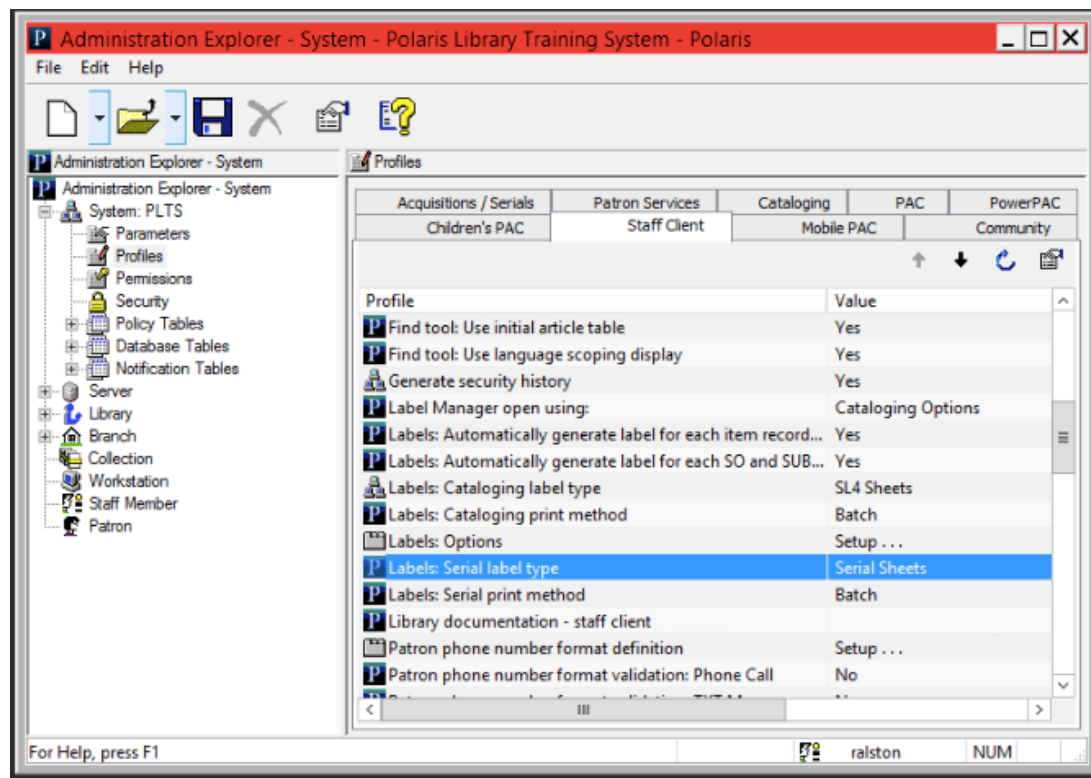 Administration Explorer - System - Polaris Library Training System - Polaris
File Edit Help
Administration Explorer - System
Profiles
Administration Explorer - System
System: PLTS
Parameters
Profiles
Permissions
Security
Policy Tables
Database Tables
Notification Tables
Server
Library
Branch
Collection
Workstation
Staff Member
Patron
Acquisitions / Serials Patron Services Cataloging PAC PowerPAC
Children's PAC Staff Client Mobile PAC Community
Profile Value
Find tool: Use initial article table Yes
Find tool: Use language scoping display Yes
Generate security history Yes
Label Manager open using: Cataloging Options
Labels: Automatically generate label for each item record... Yes
Labels: Automatically generate label for each SO and SUB... Yes
Labels: Cataloging label type SL4 Sheets
Labels: Cataloging print method Batch
Labels: Options Setup . . .
Labels: Serial label type Serial Sheets
Labels: Serial print method Batch
Library documentation - staff client
Patron phone number format definition Setup . . .
Patron phone number format validation: Phone Call No
For Help, press F1 ralston NUM